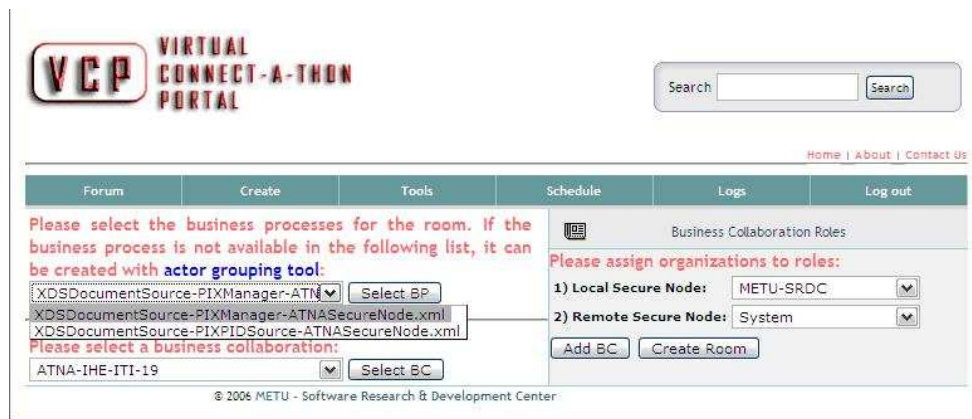 VCP
VIRTUAL
CONNECT-A-THON
PORTAL
Search
Search
Home | About | Contact Us
Forum
Create
Tools
Schedule
Logs
Log out
Please select the business processes for the room. If the
business process is not available in the following list, it can
be created with actor grouping tool:
XDSDocumentSource-PIXManager-ATN
Select BP
XDSDocumentSource-PIXManager-ATNASecureNode.xml
XDSDocumentSource-PIXPIDSource-ATNASecureNode.xml
Please select a business collaboration:
ATNA-IHE-ITI-19
Select BC
Business Collaboration Roles
Please assign organizations to roles:
1) Local Secure Node:
METU-SRDC
2) Remote Secure Node:
System
Add BC
Create Room
© 2006 METU - Software Research & Development Center